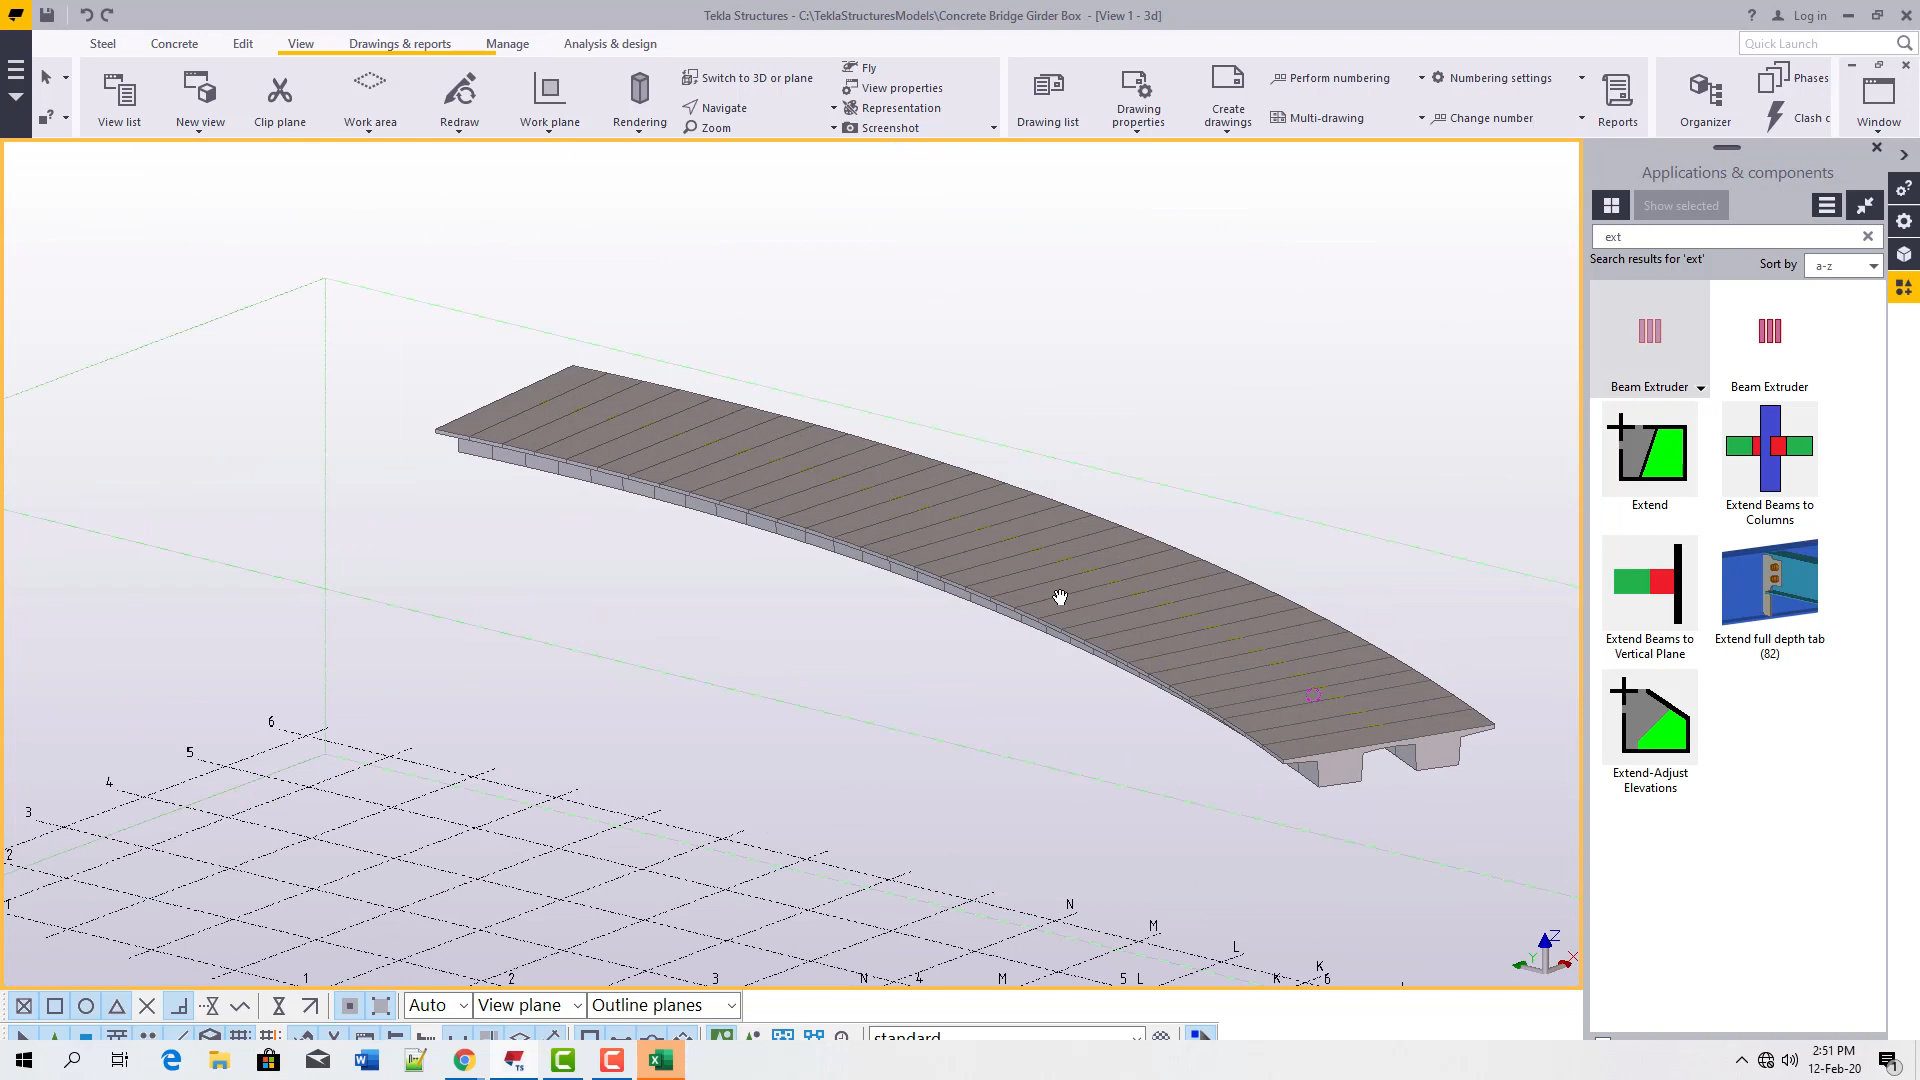 Tekla Structures - C:\TeklaStructuresModels\Concrete Bridge Girder Box - [View 1 - 3d]
? Log in
Steel Concrete Edit View Drawings & reports Manage Analysis & design
Quick Launch
View list
New view
Clip plane
Work area
Redraw
Work plane
Rendering
Switch to 3D or plane
Navigate
Zoom
Fly
View properties
Representation
Screenshot
Drawing list
Drawing
properties
Create
drawings
Perform numbering
Multi-drawing
Numbering settings
Change number
Reports
Organizer
Phases
Clash c
Window
Applications & components
Show selected
ext
Search results for 'ext'
Sort by
a-z
Beam Extruder
Beam Extruder
Extend
Extend Beams to
Columns
Extend Beams to
Vertical Plane
Extend full depth tab
(82)
Extend-Adjust
Elevations
6
5
4
3
2
1
N
M
L
K
1 2 3 N 4 M 5 L K 6
Z
Y
X
Auto
View plane
Outline planes
standard
TS
2:51 PM
12-Feb-20
1